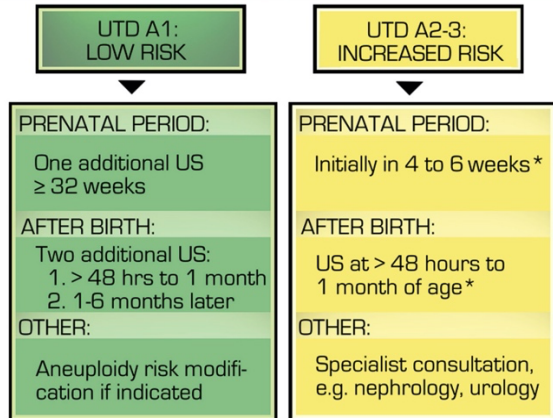 UTD A1:
LOW RISK
PRENATAL PERIOD:
One additional US
≥ 32 weeks
AFTER BIRTH:
Two additional US:
1. > 48 hrs to 1 month
2. 1-6 months later
OTHER:
Aneuploidy risk modifi-
cation if indicated
UTD A2-3:
INCREASED RISK
PRENATAL PERIOD:
Initially in 4 to 6 weeks*
AFTER BIRTH:
US at > 48 hours to
1 month of age*
OTHER:
Specialist consultation,
e.g. nephrology, urology